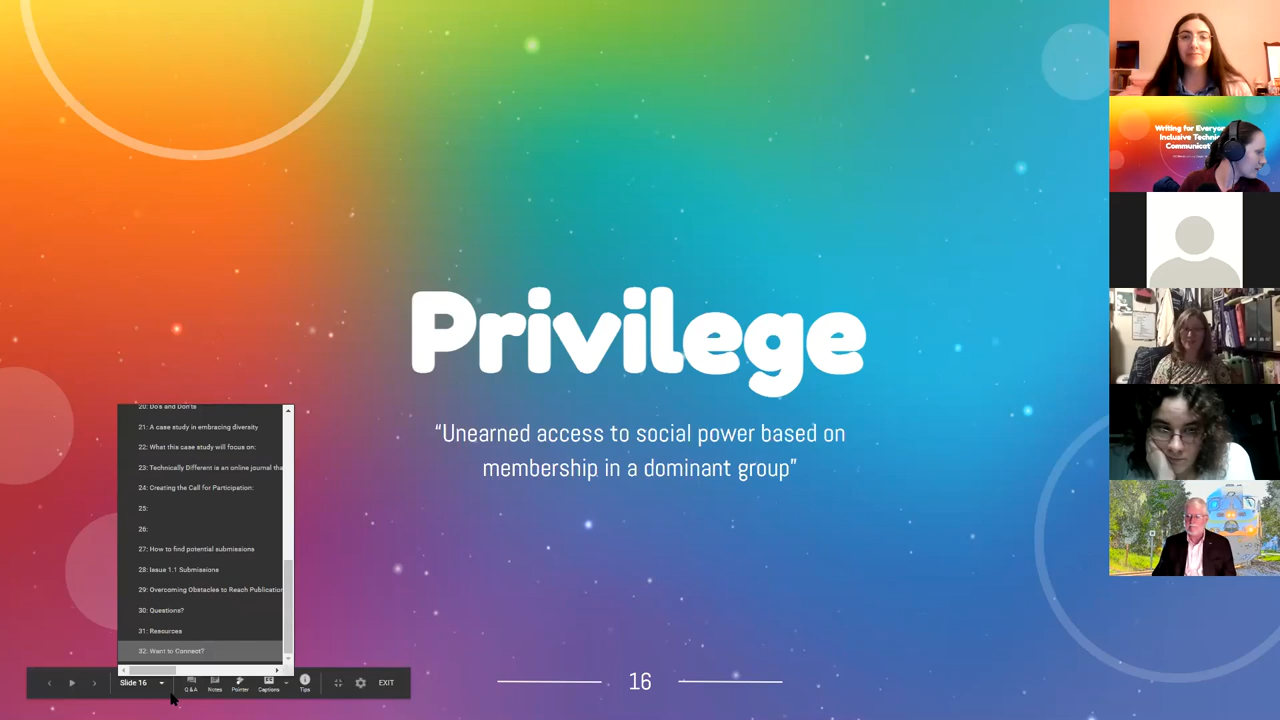 Privilege
“Unearned access to social power based on
membership in a dominant group”
16
20: Do's and Don'ts
21: A case study in embracing diversity
22: What this case study will focus on:
23: Technically Different is an online journal tha
24: Creating the Call for Participation:
25:
26:
27: How to find potential submissions
28: Issue 1.1 Submissions
29: Overcoming Obstacles to Reach Publication
30: Questions?
31: Resources
32: Want to Connect?
Slide 16
Q & A
Notes
Pointer
Captions
Tips
EXIT
Writing for Everyon
Inclusive Technic
Communicati